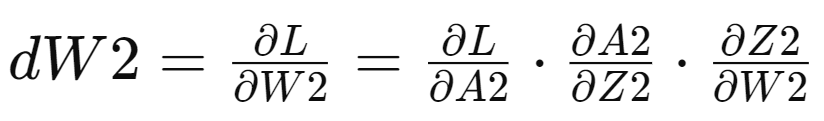 dW2 = ∂L/∂W2 = ∂L/∂A2 · ∂A2/∂Z2 · ∂Z2/∂W2